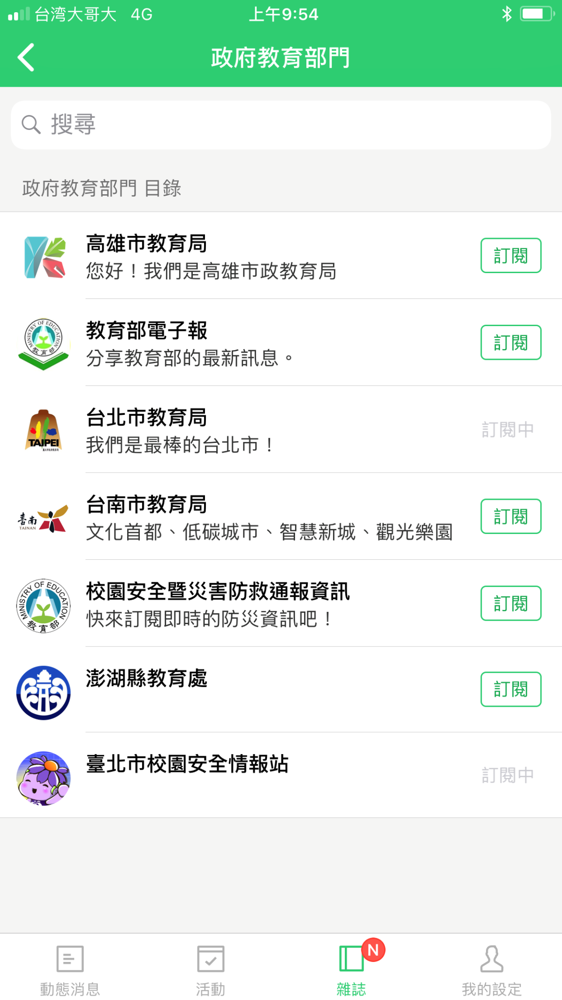 台湾大哥大 4G 上午9:54
政府教育部門
搜尋
政府教育部門 目錄
高雄市教育局
您好！我們是高雄市政教育局
訂閱
MINISTRY OF EDUCATION
教育部
教育部電子報
分享教育部的最新訊息。
訂閱
TAIPEI
台北市教育局
我們是最棒的台北市！
訂閱中
臺南
TAINAN
台南市教育局
文化首都、低碳城市、智慧新城、觀光樂園
訂閱
MINISTRY OF EDUCATION
教育部
校園安全暨災害防救通報資訊
快來訂閱即時的防災資訊吧！
訂閱
澎湖縣教育處
訂閱
臺北市校園安全情報站
訂閱中
N
動態消息 活動 雜誌 我的設定